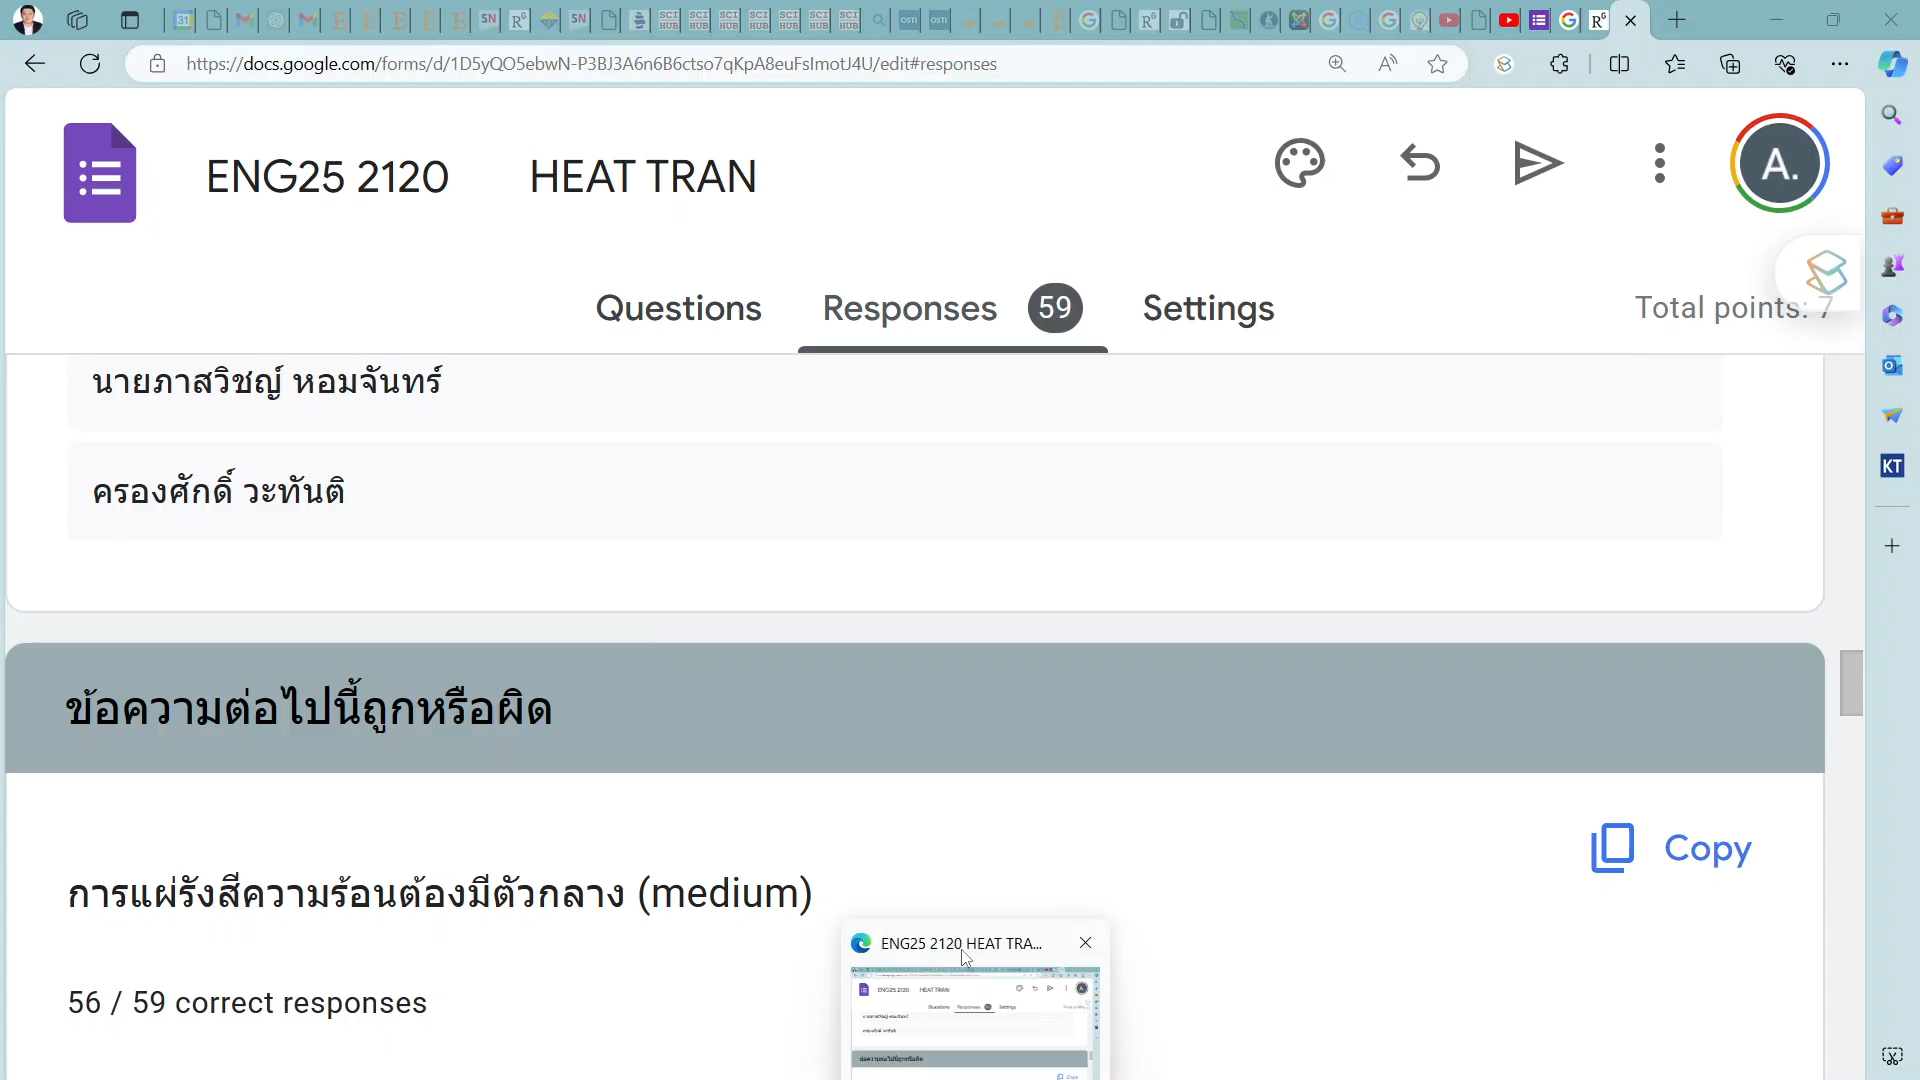 https://docs.google.com/forms/d/1D5yQO5ebwN-P3BJ3A6n6B6ctso7qKpA8euFsImotJ4U/edit#responses
ENG25 2120 HEAT TRAN
A.
Questions Responses 59 Settings Total points: 7
นายภาสวิชญ์ หอมจันทร์
ครองศักดิ์ วะทันติ
ข้อความต่อไปนี้ถูกหรือผิด
Copy
การแผ่รังสีความร้อนต้องมีตัวกลาง (medium)
56 / 59 correct responses
ENG25 2120 HEAT TRA...
KT